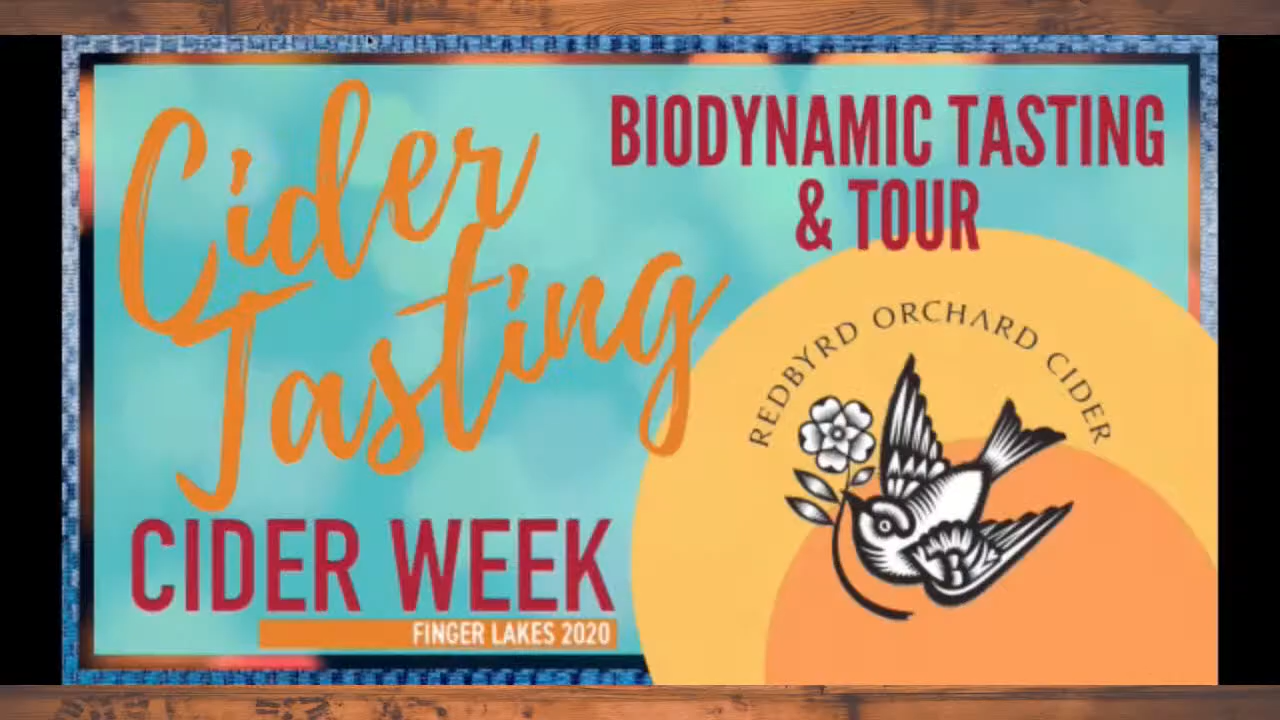 Cider
Tasting
CIDER WEEK
FINGER LAKES 2020
BIODYNAMIC TASTING
& TOUR
REDBYRD ORCHARD CIDER